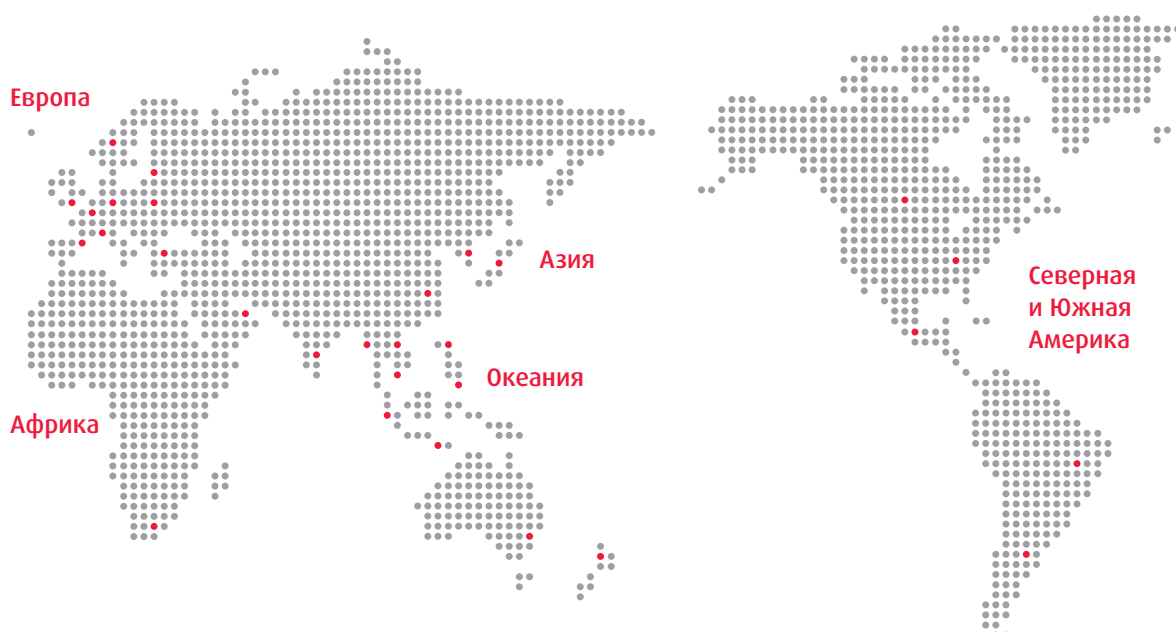 Европа
Азия
Северная
и Южная
Америка
Океания
Африка